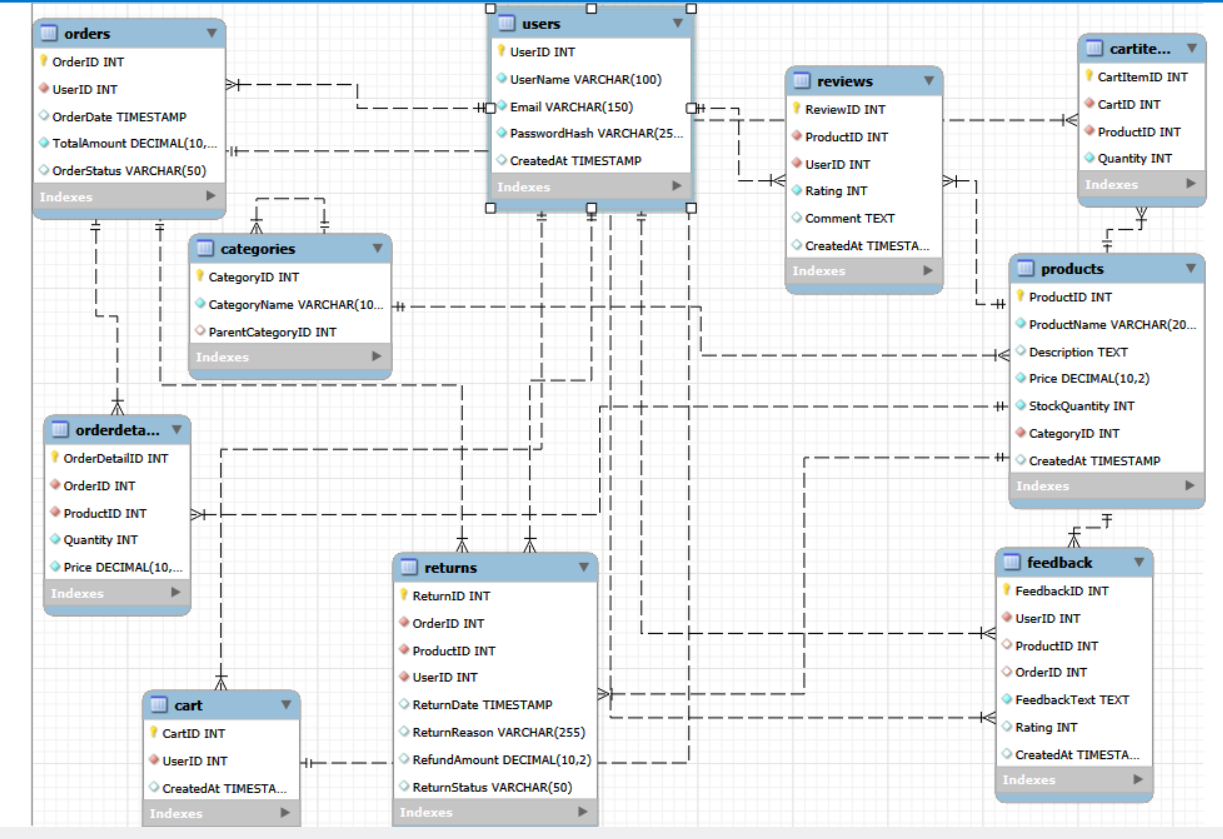 orders
OrderID INT
UserID INT
OrderDate TIMESTAMP
TotalAmount DECIMAL(10,...
OrderStatus VARCHAR(50)
Indexes
users
UserID INT
UserName VARCHAR(100)
Email VARCHAR(150)
PasswordHash VARCHAR(25...
CreatedAt TIMESTAMP
Indexes
reviews
ReviewID INT
ProductID INT
UserID INT
Rating INT
Comment TEXT
CreatedAt TIMESTA...
Indexes
cartite...
CartItemID INT
CartID INT
ProductID INT
Quantity INT
Indexes
categories
CategoryID INT
CategoryName VARCHAR(10...
ParentCategoryID INT
Indexes
products
ProductID INT
ProductName VARCHAR(20...
Description TEXT
Price DECIMAL(10,2)
StockQuantity INT
CategoryID INT
CreatedAt TIMESTAMP
Indexes
orderdeta...
OrderDetailID INT
OrderID INT
ProductID INT
Quantity INT
Price DECIMAL(10,...
Indexes
returns
ReturnID INT
OrderID INT
ProductID INT
UserID INT
ReturnDate TIMESTAMP
ReturnReason VARCHAR(255)
RefundAmount DECIMAL(10,2)
ReturnStatus VARCHAR(50)
Indexes
feedback
FeedbackID INT
UserID INT
ProductID INT
OrderID INT
FeedbackText TEXT
Rating INT
CreatedAt TIMESTA...
Indexes
cart
CartID INT
UserID INT
CreatedAt TIMESTA...
Indexes